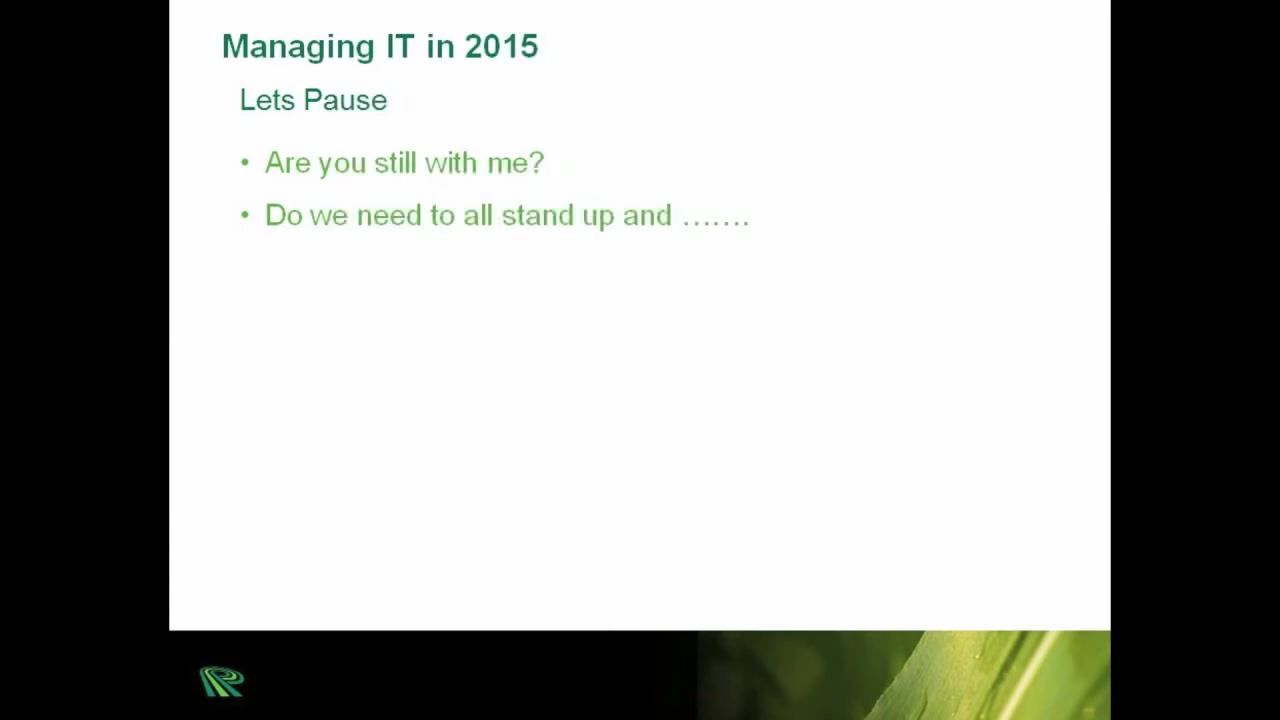 Managing IT in 2015
Lets Pause
• Are you still with me?
• Do we need to all stand up and .......